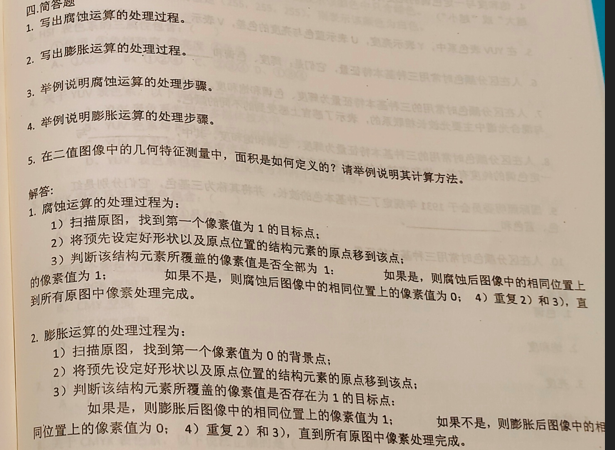 四.简答题
1. 写出腐蚀运算的处理过程。
2. 写出膨胀运算的处理过程。
3. 举例说明腐蚀运算的处理步骤。
4. 举例说明膨胀运算的处理步骤。
5. 在二值图像中的几何特征测量中，面积是如何定义的？请举例说明其计算方法。
解答:
1. 腐蚀运算的处理过程为：
1）扫描原图，找到第一个像素值为 1 的目标点；
2）将预先设定好形状以及原点位置的结构元素的原点移到该点；
3）判断该结构元素所覆盖的像素值是否全部为 1： 如果是，则腐蚀后图像中的相同位置上
的像素值为 1； 如果不是，则腐蚀后图像中的相同位置上的像素值为 0； 4）重复 2）和 3），直
到所有原图中像素处理完成。
2. 膨胀运算的处理过程为：
1）扫描原图，找到第一个像素值为 0 的背景点；
2）将预先设定好形状以及原点位置的结构元素的原点移到该点；
3）判断该结构元素所覆盖的像素值是否存在为 1 的目标点：
如果是，则膨胀后图像中的相同位置上的像素值为 1； 如果不是，则膨胀后图像中的相
同位置上的像素值为 0； 4）重复 2）和 3），直到所有原图中像素处理完成。